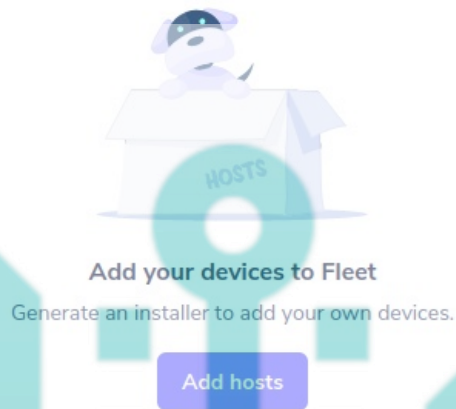 HOSTS
Add your devices to Fleet
Generate an installer to add your own devices.
Add hosts